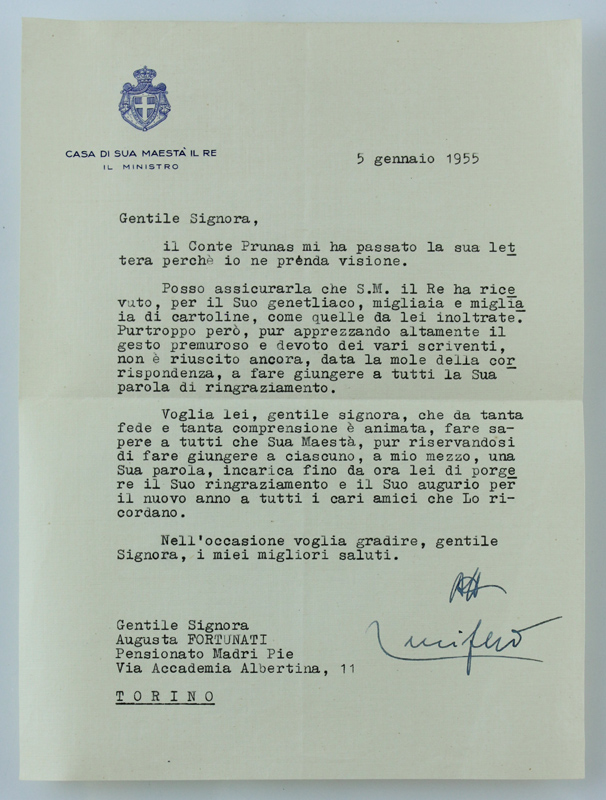 CASA DI SUA MAESTÀ IL RE
IL MINISTRO
5 gennaio 1955
Gentile Signora,
il Conte Prunas mi ha passato la sua let
tera perchè io ne prènda visione.
Posso assicurarla che S.M. il Re ha rice
vuto, per il Suo genetliaco, migliaia e miglia
ia di cartoline, come quelle da lei inoltrate.
Purtroppo però, pur apprezzando altamente il
gesto premuroso e devoto dei vari scriventi,
non è riuscito ancora, data la mole della cor
rispondenza, a fare giungere a tutti la Sua
parola di ringraziamento.
Voglia lei, gentile signora, che da tanta
fede e tanta comprensione è animata, fare sa-
pere a tutti che Sua Maestà, pur riservandosi
di fare giungere a ciascuno, a mio mezzo, una
Sua parola, incarica fino da ora lei di porge
re il Suo ringraziamento e il Suo augurio per
il nuovo anno a tutti i cari amici che Lo ri-
cordano.
Nell'occasione voglia gradire, gentile
Signora, i miei migliori saluti.
Lucifero
Gentile Signora
Augusta FORTUNATI
Pensionato Madri Pie
Via Accademia Albertina, 11
T O R I N O